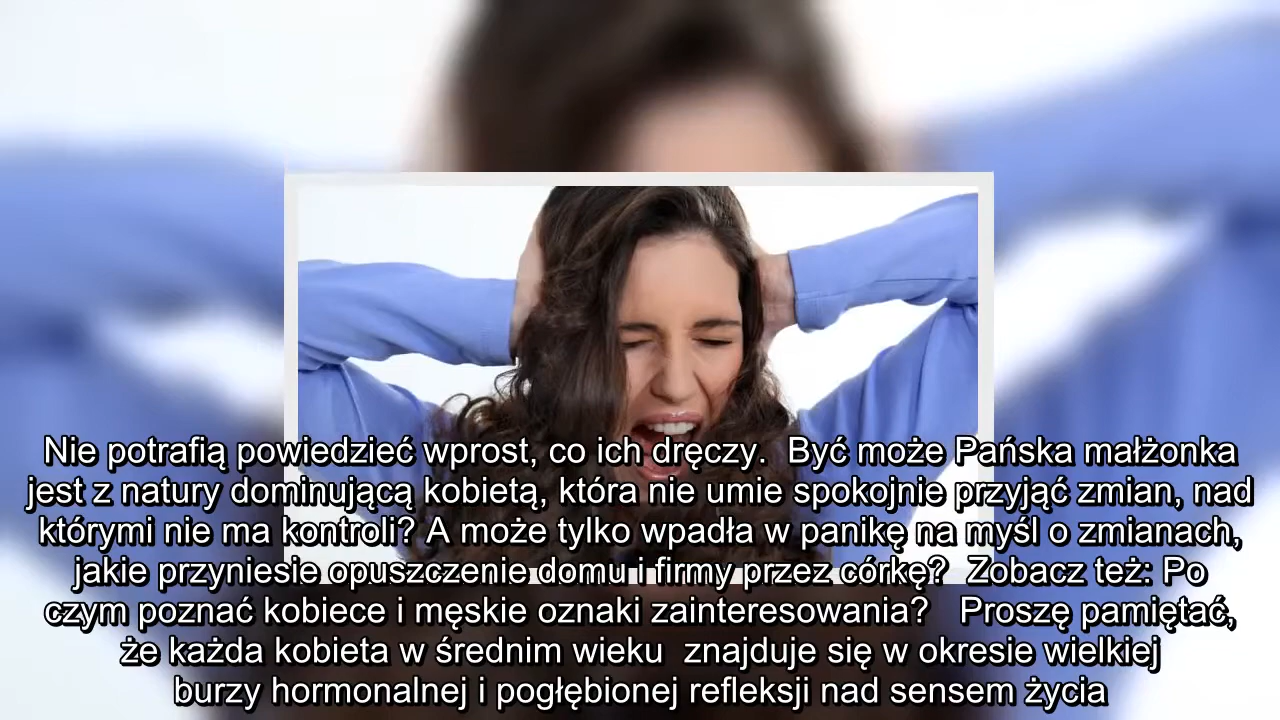 Nie potrafią powiedzieć wprost, co ich dręczy.  Być może Pańska małżonka
jest z natury dominującą kobietą, która nie umie spokojnie przyjąć zmian, nad
którymi nie ma kontroli? A może tylko wpadła w panikę na myśl o zmianach,
jakie przyniesie opuszczenie domu i firmy przez córkę?  Zobacz też: Po
czym poznać kobiece i męskie oznaki zainteresowania?   Proszę pamiętać,
że każda kobieta w średnim wieku  znajduje się w okresie wielkiej
burzy hormonalnej i pogłębionej refleksji nad sensem życia